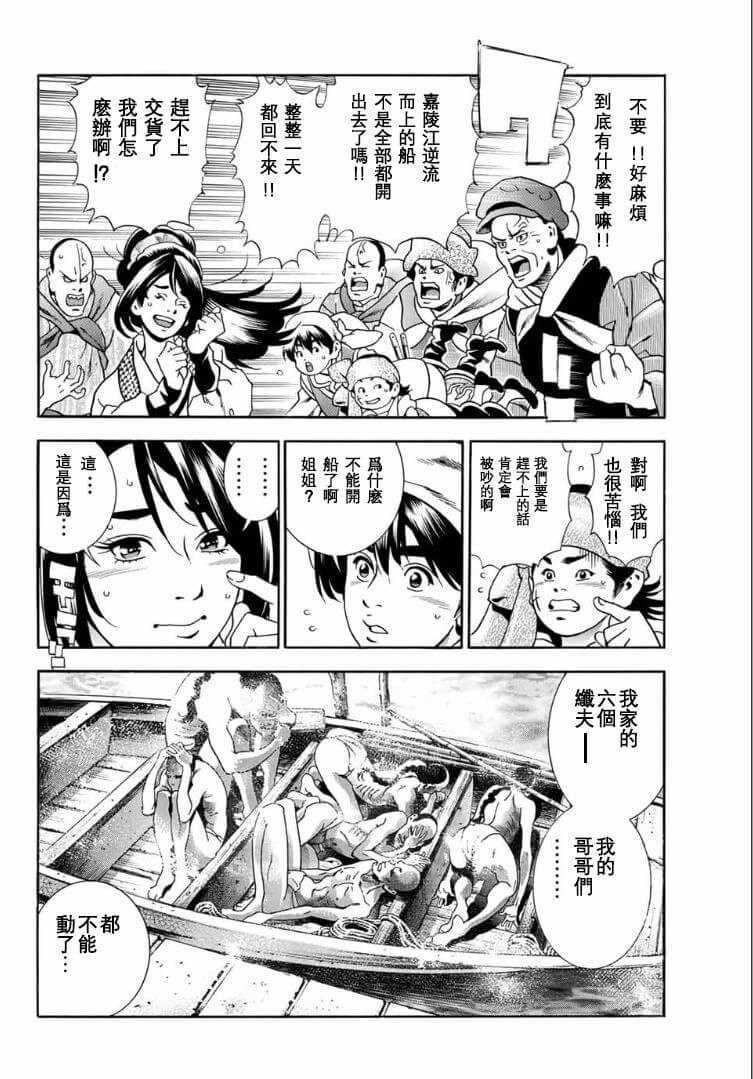 不要 !! 好麻煩
到底有什麼事嘛!!
嘉陵江逆流
而上的船
不是全部都開
出去了嗎!!
整整一天
都回不來!!
趕不上
交貨了
我們怎
麼辦啊
!?
對啊 我們
也很苦惱!!
我們要是
趕不上的話
肯定會
被吵的啊
爲什麼
不能開
船了啊
姐姐?
………
這…
這是因爲…
我家的
六個
纖夫—
我的
哥哥們
………
都
不能
動了…